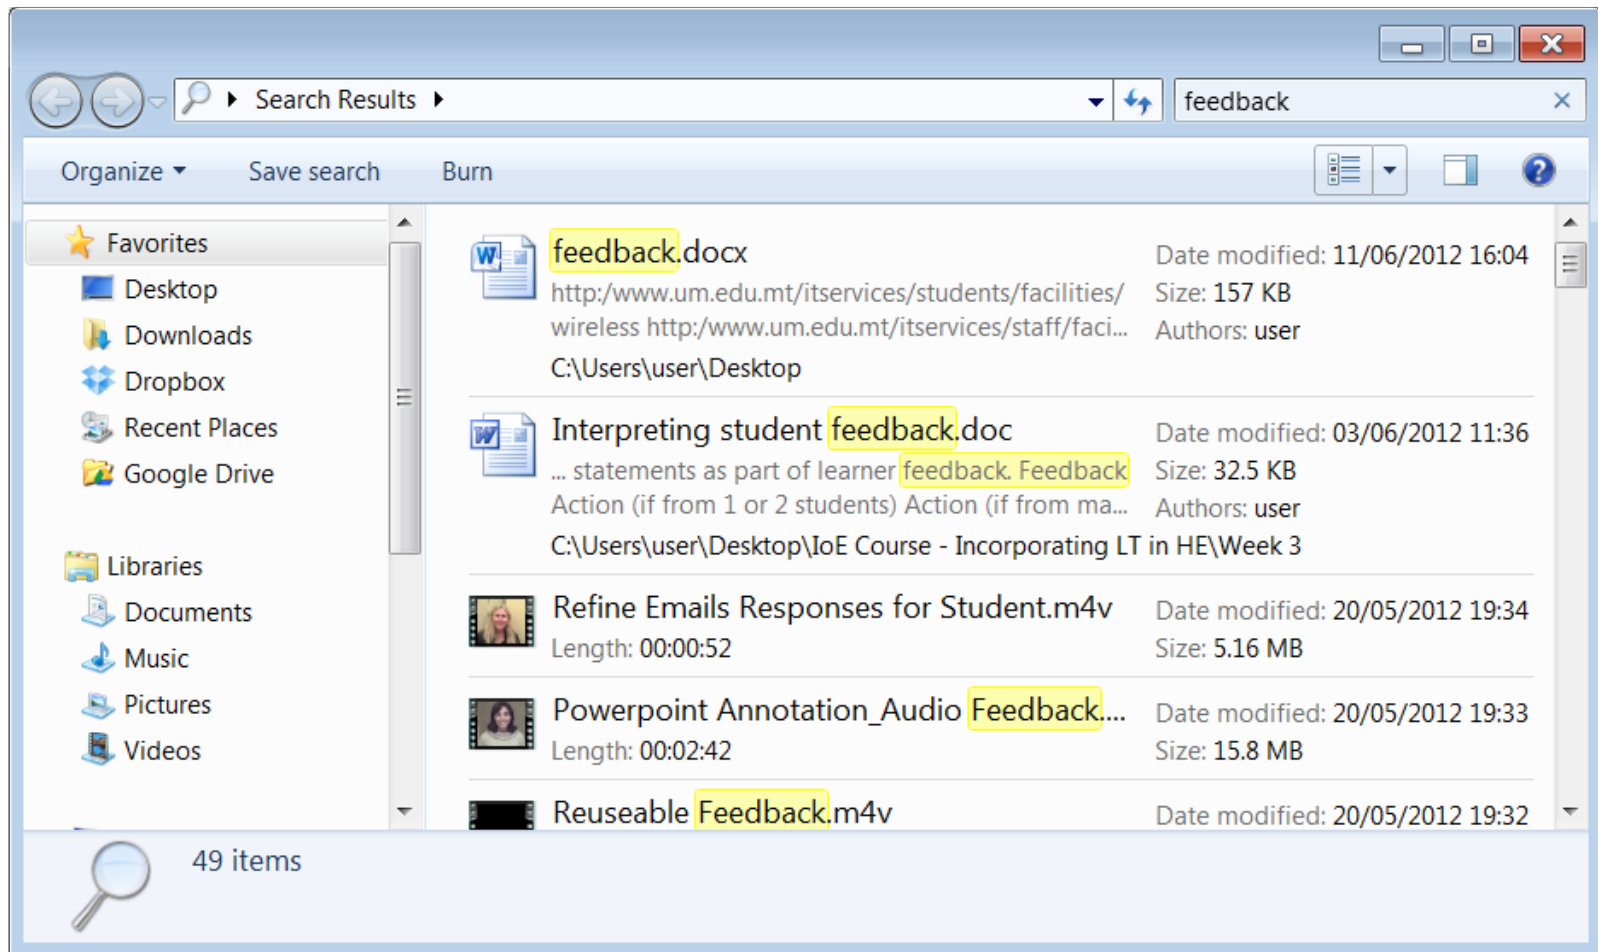 Search Results
feedback
Organize
Save search
Burn
Favorites
Desktop
Downloads
Dropbox
Recent Places
Google Drive
Libraries
Documents
Music
Pictures
Videos
feedback.docx
http:/www.um.edu.mt/itservices/students/facilities/
wireless http:/www.um.edu.mt/itservices/staff/faci...
C:\Users\user\Desktop
Date modified: 11/06/2012 16:04
Size: 157 KB
Authors: user
Interpreting student feedback.doc
... statements as part of learner feedback. Feedback
Action (if from 1 or 2 students) Action (if from ma...
C:\Users\user\Desktop\IoE Course - Incorporating LT in HE\Week 3
Date modified: 03/06/2012 11:36
Size: 32.5 KB
Authors: user
Refine Emails Responses for Student.m4v
Length: 00:00:52
Date modified: 20/05/2012 19:34
Size: 5.16 MB
Powerpoint Annotation_Audio Feedback....
Length: 00:02:42
Date modified: 20/05/2012 19:33
Size: 15.8 MB
Reuseable Feedback.m4v
Date modified: 20/05/2012 19:32
49 items